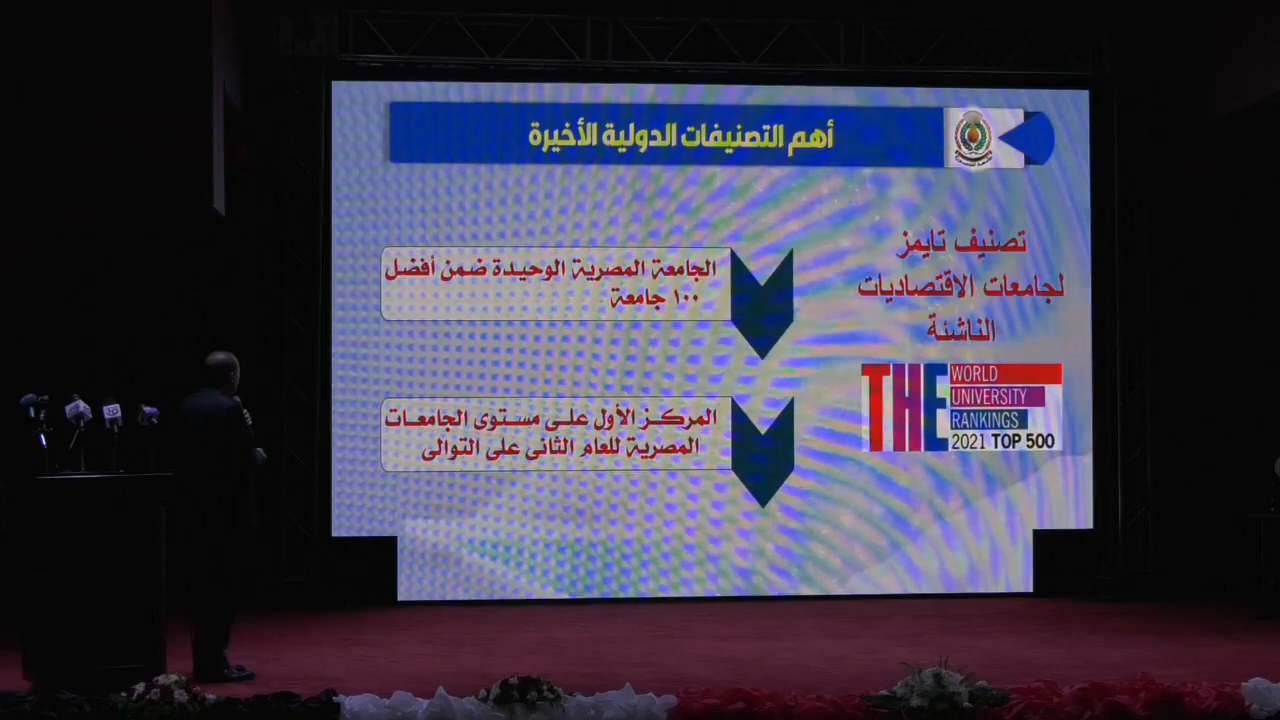 أهم التصنيفات الدولية الأخيرة
تصنيف تايمز
لجامعات الاقتصاديات
الناشئة
THE WORLD
UNIVERSITY
RANKINGS
2021 TOP 500
الجامعة المصرية الوحيدة ضمن أفضل
١٠٠ جامعة
المركز الأول على مستوى الجامعات
المصرية للعام الثانى على التوالى